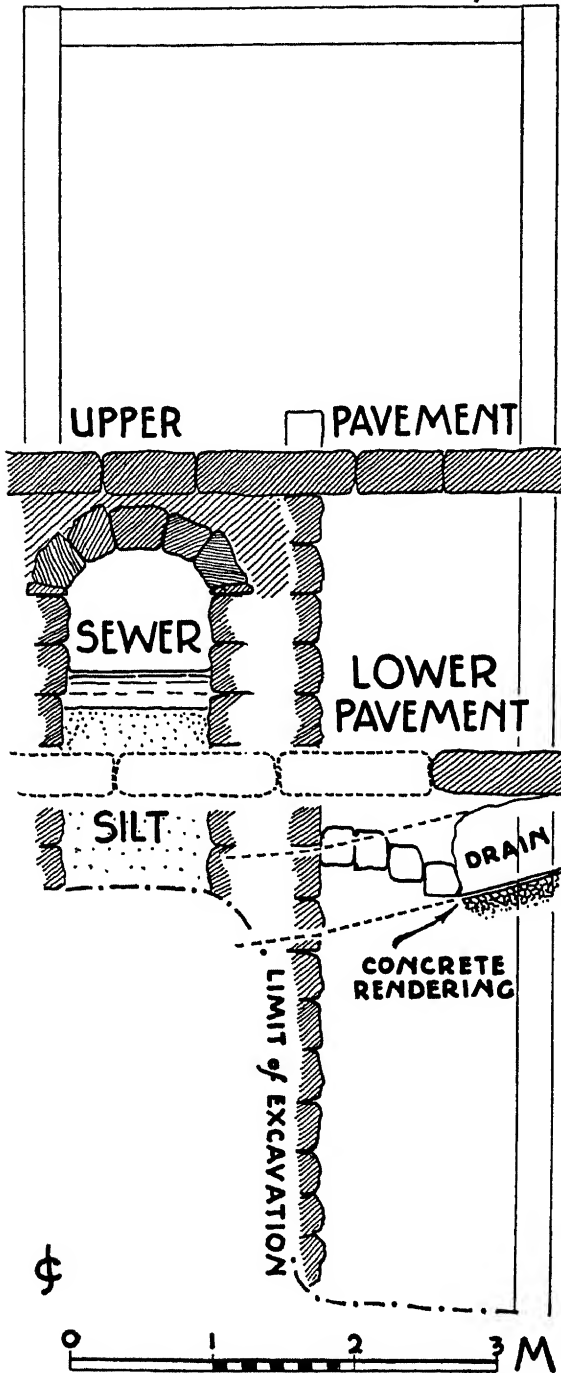 UPPER PAVEMENT
SEWER
LOWER
PAVEMENT
SILT
DRAIN
CONCRETE
RENDERING
LIMIT of EXCAVATION
0 1 2 3 M